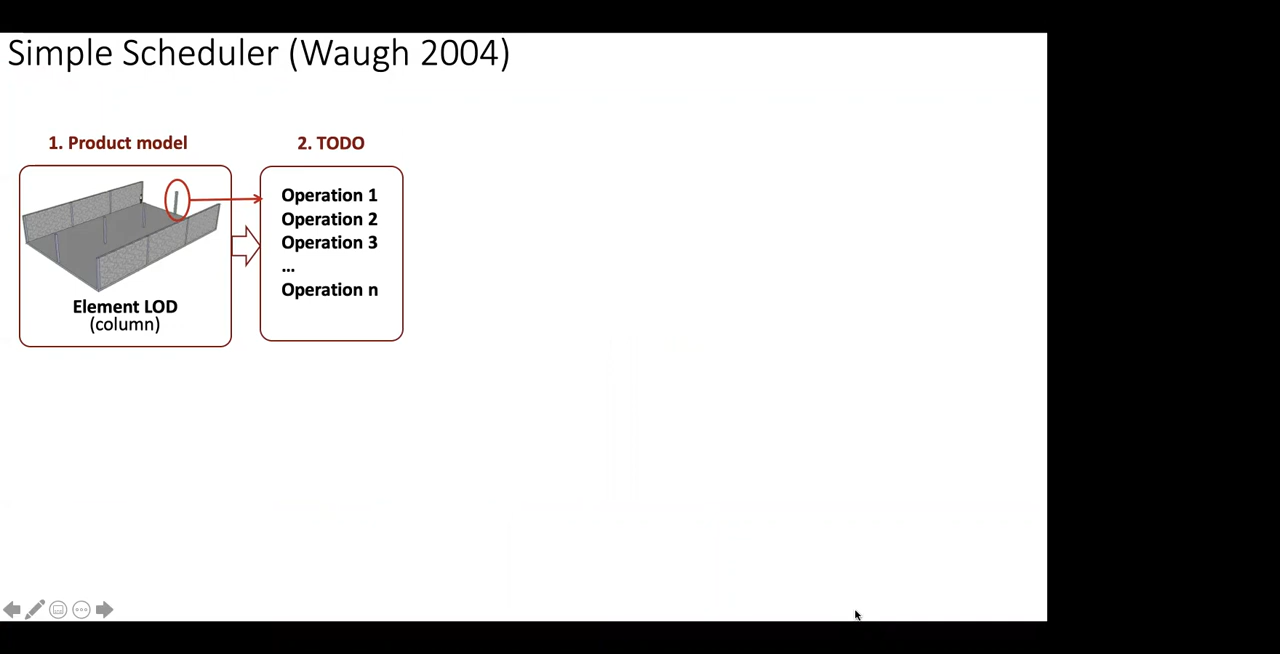 Simple Scheduler (Waugh 2004)
1. Product model
Element LOD
(column)
2. TODO
Operation 1
Operation 2
Operation 3
...
Operation n